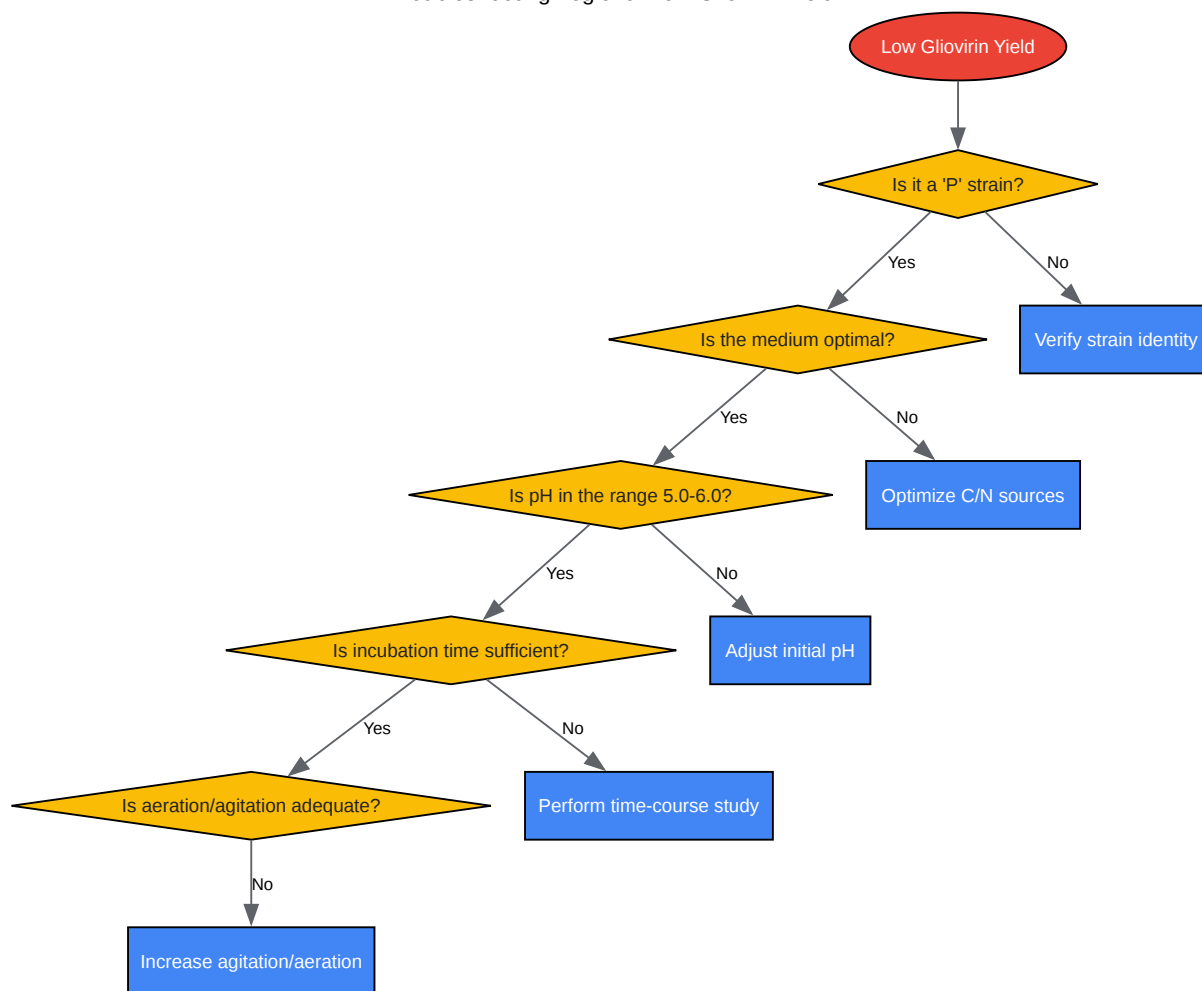 Low Gliovirin Yield
Is it a 'P' strain?
Yes
No
Is the medium optimal?
Verify strain identity
Yes
No
Is pH in the range 5.0-6.0?
Optimize C/N sources
Yes
No
Is incubation time sufficient?
Adjust initial pH
Yes
No
Is aeration/agitation adequate?
Perform time-course study
No
Increase agitation/aeration